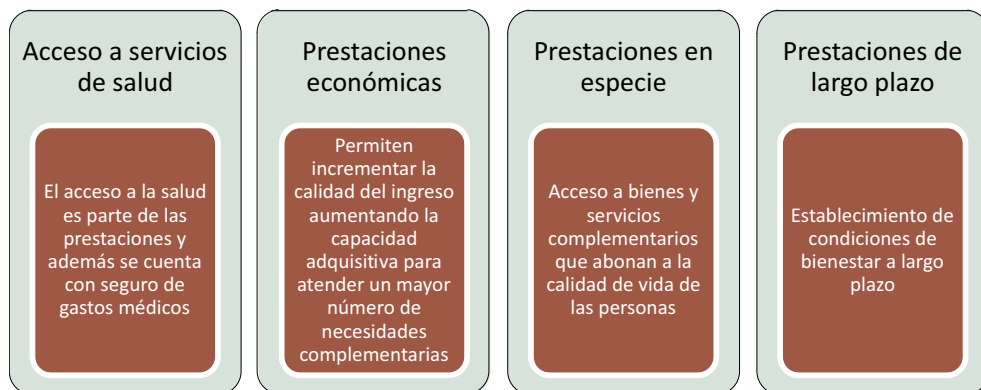 Acceso a servicios
de salud
El acceso a la salud
es parte de las
prestaciones y
además se cuenta
con seguro de
gastos médicos
Prestaciones
económicas
Permiten
incrementar la
calidad del ingreso
aumentando la
capacidad
adquisitiva para
atender un mayor
número de
necesidades
complementarias
Prestaciones en
especie
Acceso a bienes y
servicios
complementarios
que abonan a la
calidad de vida de
las personas
Prestaciones de
largo plazo
Establecimiento de
condiciones de
bienestar a largo
plazo